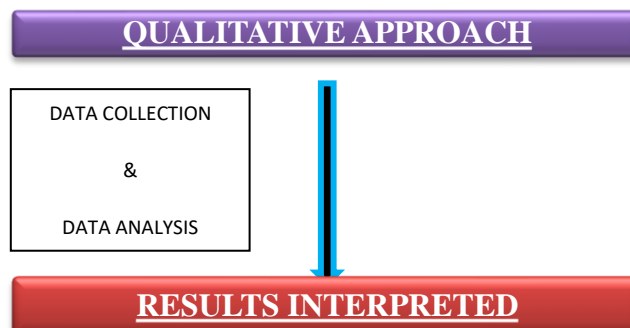 QUALITATIVE APPROACH
DATA COLLECTION
&
DATA ANALYSIS
RESULTS INTERPRETED